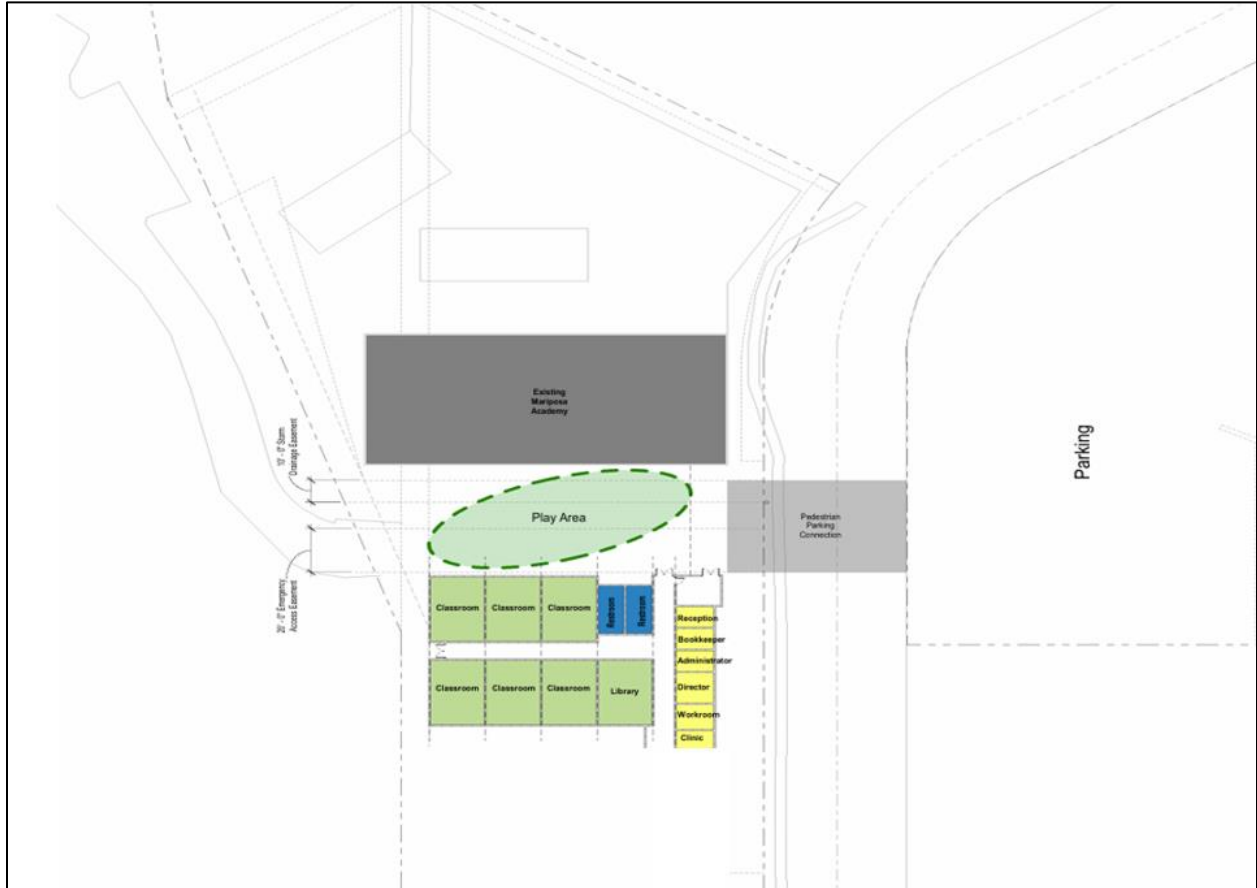 Existing
Mariposa
Academy
10' - 0" Storm
Drainage Easement
Play Area
Pedestrian
Parking
Connection
Parking
20' - 0" Emergency
Access Easement
Classroom
Classroom
Classroom
Restroom
Restroom
Reception
Bookkeeper
Administrator
Classroom
Classroom
Classroom
Library
Director
Workroom
Clinic